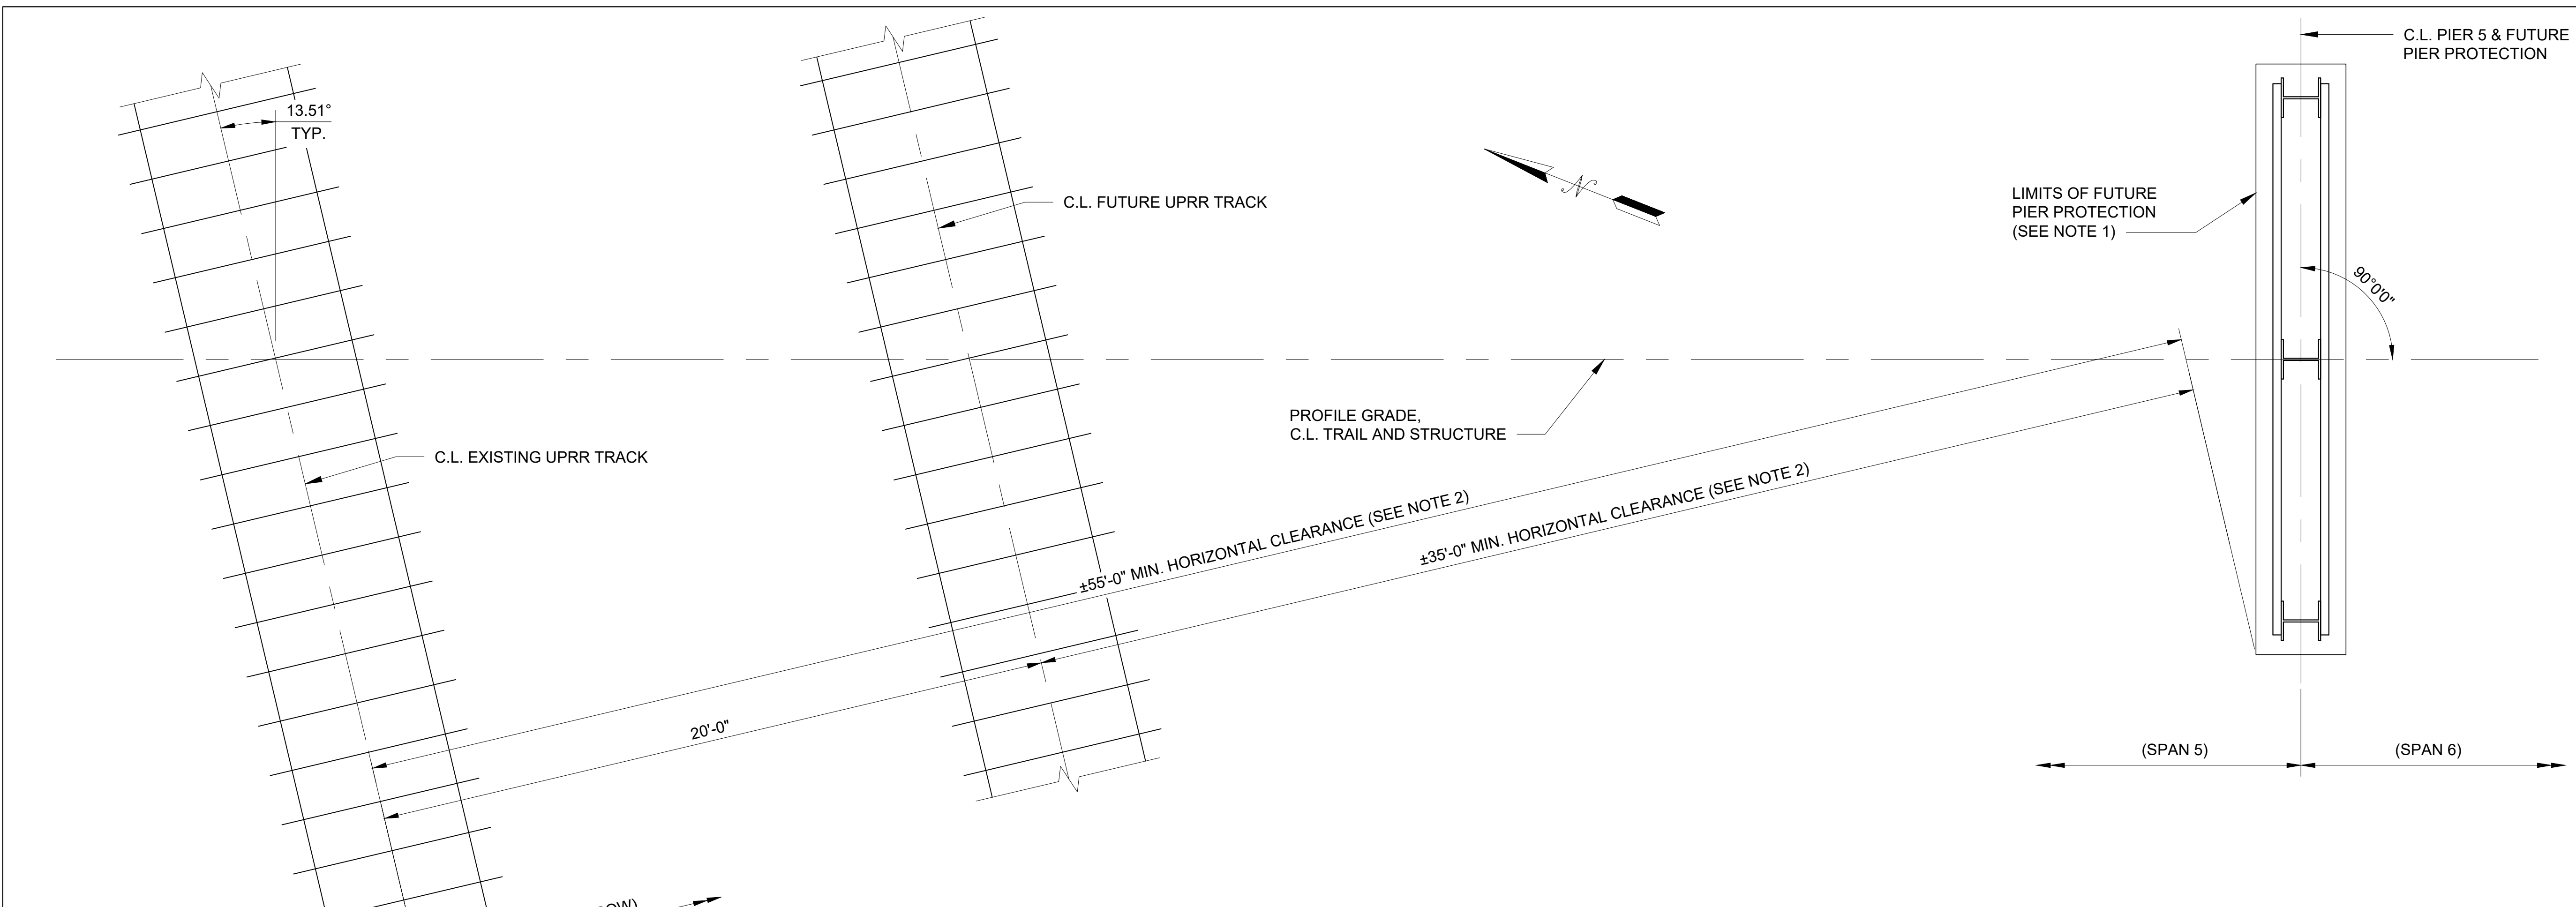 C.L. PIER 5 & FUTURE
PIER PROTECTION
13.51°
TYP.
C.L. FUTURE UPRR TRACK
N
LIMITS OF FUTURE
PIER PROTECTION
(SEE NOTE 1)
90°0'0"
PROFILE GRADE,
C.L. TRAIL AND STRUCTURE
C.L. EXISTING UPRR TRACK
±55'-0" MIN. HORIZONTAL CLEARANCE (SEE NOTE 2)
±35'-0" MIN. HORIZONTAL CLEARANCE (SEE NOTE 2)
20'-0"
(SPAN 5)
(SPAN 6)